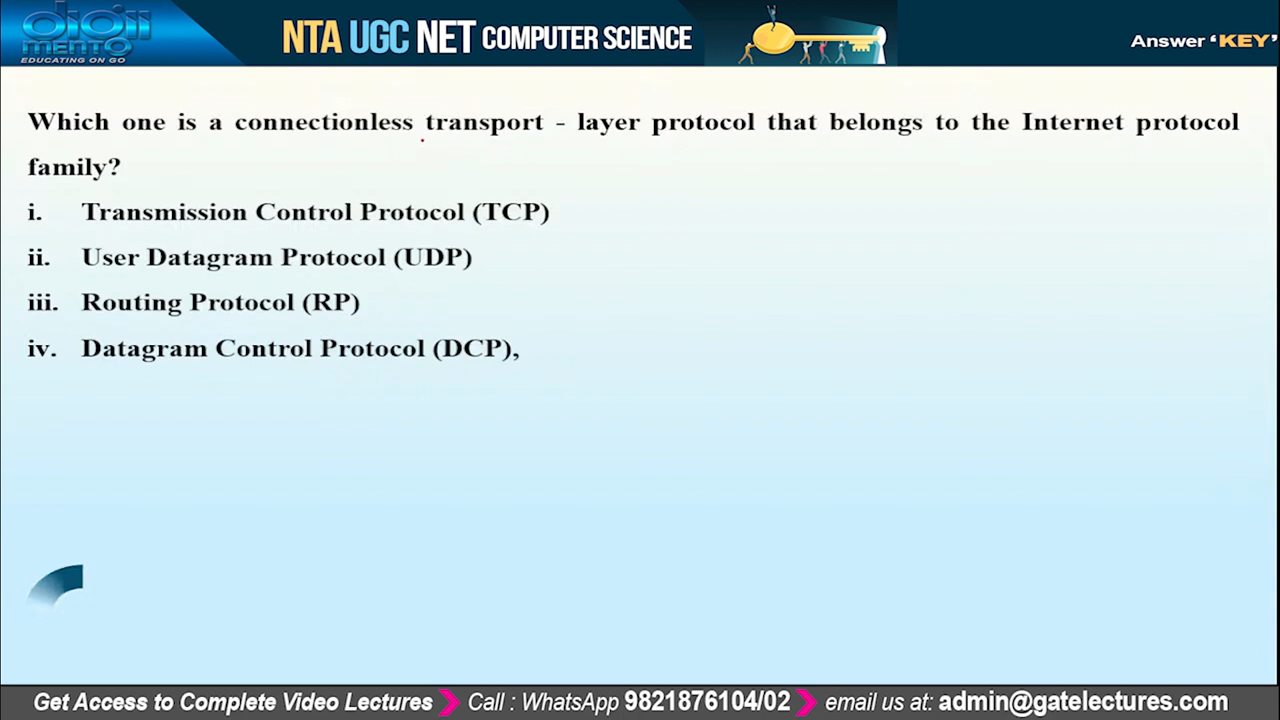 didii
MENTO
EDUCATING ON GO
NTA UGC NET COMPUTER SCIENCE
Answer ‘KEY’
Which one is a connectionless transport - layer protocol that belongs to the Internet protocol
family?
i. Transmission Control Protocol (TCP)
ii. User Datagram Protocol (UDP)
iii. Routing Protocol (RP)
iv. Datagram Control Protocol (DCP),
Get Access to Complete Video Lectures Call : WhatsApp 9821876104/02 email us at: admin@gatelectures.com